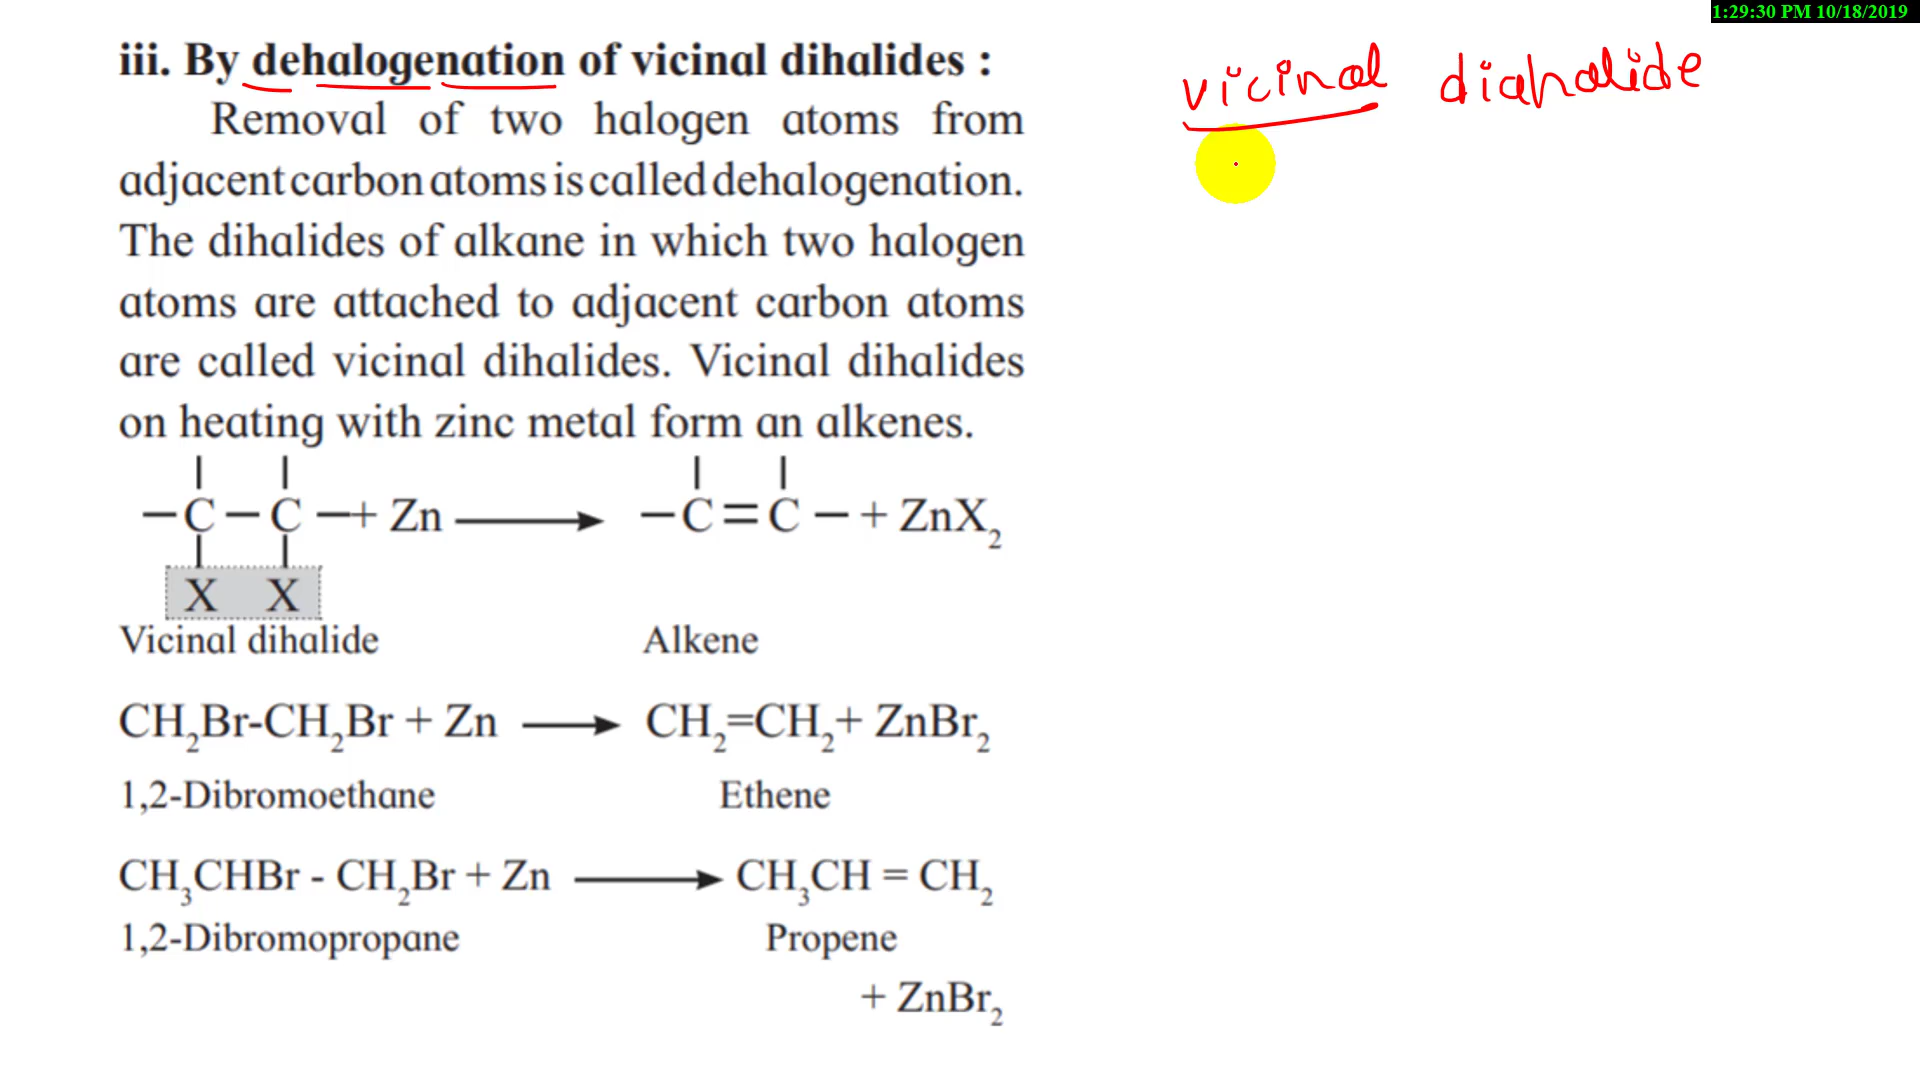 1:29:30 PM 10/18/2019
iii. By dehalogenation of vicinal dihalides :
Removal of two halogen atoms from
adjacent carbon atoms is called dehalogenation.
The dihalides of alkane in which two halogen
atoms are attached to adjacent carbon atoms
are called vicinal dihalides. Vicinal dihalides
on heating with zinc metal form an alkenes.
–C–C–+ Zn ⟶ –C=C–+ ZnX₂
X X
Vicinal dihalide Alkene
CH₂Br-CH₂Br + Zn ⟶ CH₂=CH₂+ ZnBr₂
1,2-Dibromoethane Ethene
CH₃CHBr - CH₂Br + Zn ⟶ CH₃CH = CH₂
1,2-Dibromopropane Propene
+ ZnBr₂
vicinal diahalide